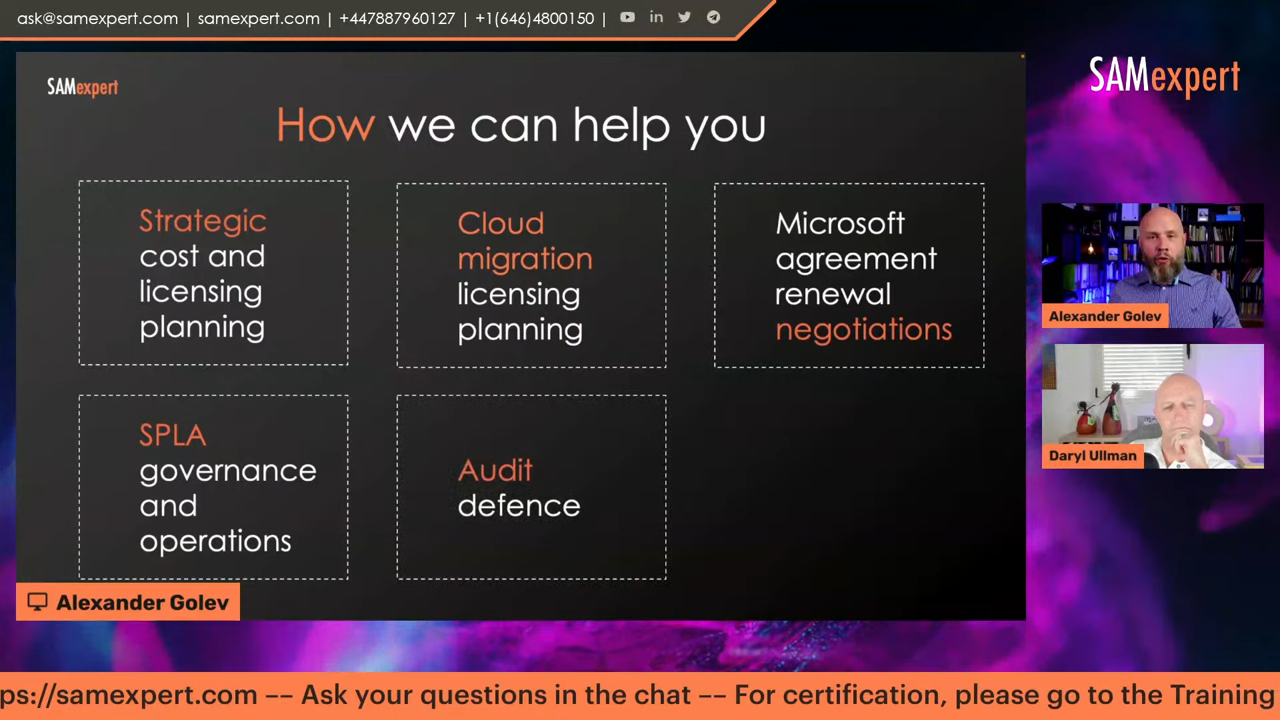 ask@samexpert.com | samexpert.com | +447887960127 | +1(646)4800150 |
SAMexpert
SAMexpert
How we can help you
Strategic
cost and
licensing
planning
Cloud
migration
licensing
planning
Microsoft
agreement
renewal
negotiations
SPLA
governance
and
operations
Audit
defence
Alexander Golev
Daryl Ullman
Alexander Golev
ps://samexpert.com –– Ask your questions in the chat –– For certification, please go to the Training